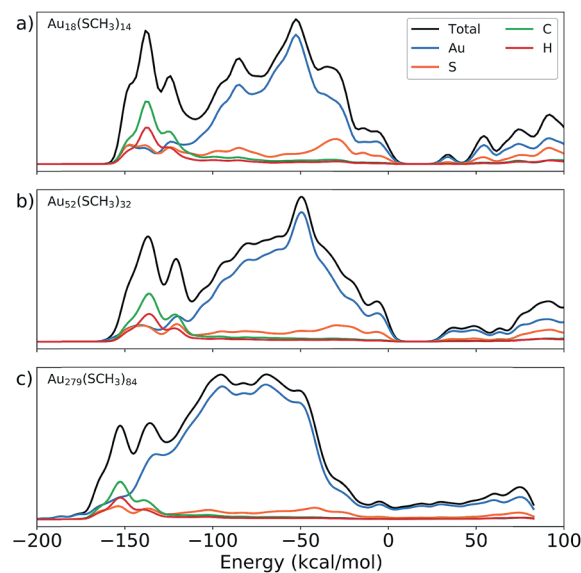 a) Au₁₈(SCH₃)₁₄
Total
Au
S
C
H
b) Au₅₂(SCH₃)₃₂
c) Au₂₇₉(SCH₃)₈₄
−200 −150 −100 −50 0 50 100
Energy (kcal/mol)